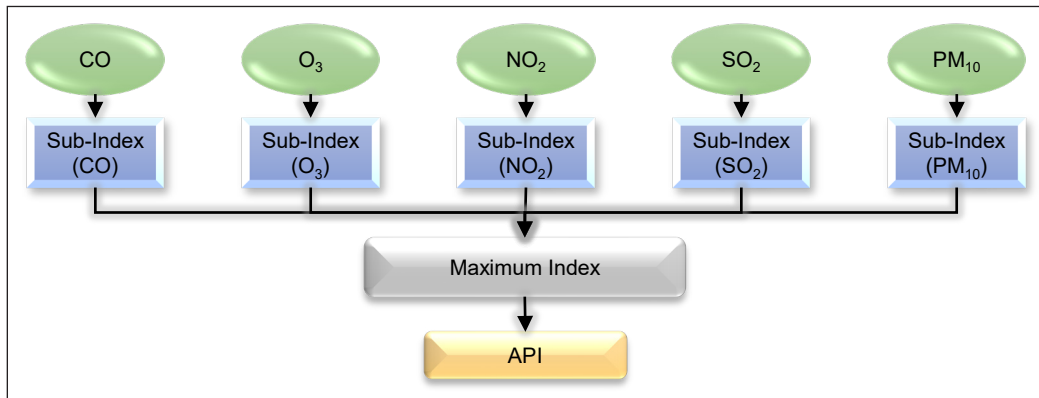 CO
O₃
NO₂
SO₂
PM₁₀
Sub-Index
(CO)
Sub-Index
(O₃)
Sub-Index
(NO₂)
Sub-Index
(SO₂)
Sub-Index
(PM₁₀)
Maximum Index
API